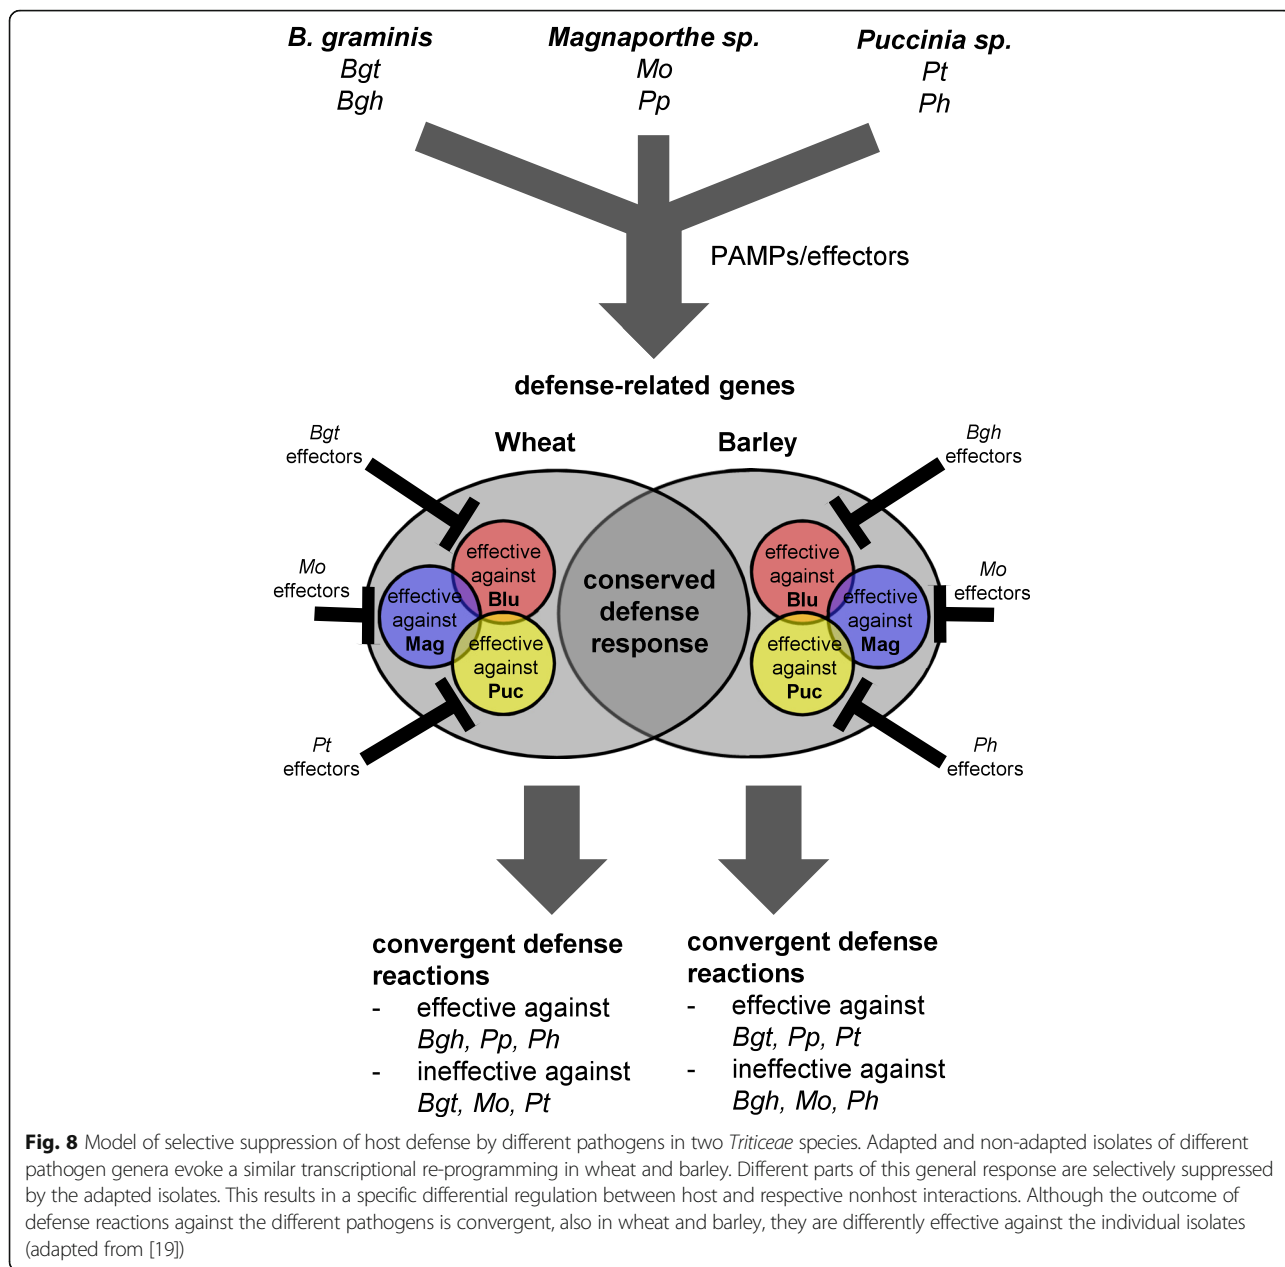 B. graminis
Bgt
Bgh
Magnaporthe sp.
Mo
Pp
Puccinia sp.
Pt
Ph
PAMPs/effectors
defense-related genes
Wheat
Barley
Bgt
effectors
Mo
effectors
Pt
effectors
effective
against
Blu
effective
against
Mag
effective
against
Puc
conserved
defense
response
effective
against
Blu
effective
against
Mag
effective
against
Puc
Bgh
effectors
Mo
effectors
Ph
effectors
convergent defense
reactions
- effective against
Bgh, Pp, Ph
- ineffective against
Bgt, Mo, Pt
convergent defense
reactions
- effective against
Bgt, Pp, Pt
- ineffective against
Bgh, Mo, Ph
Fig. 8 Model of selective suppression of host defense by different pathogens in two Triticeae species. Adapted and non-adapted isolates of different
pathogen genera evoke a similar transcriptional re-programming in wheat and barley. Different parts of this general response are selectively suppressed
by the adapted isolates. This results in a specific differential regulation between host and respective nonhost interactions. Although the outcome of
defense reactions against the different pathogens is convergent, also in wheat and barley, they are differently effective against the individual isolates
(adapted from [19])